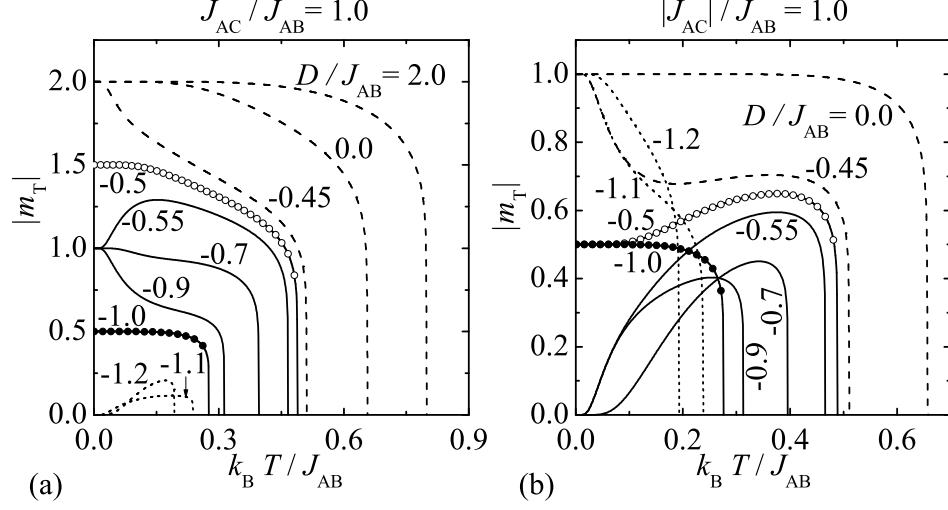 J_AC / J_AB = 1.0
|m_T|
2.0
1.5
1.0
0.5
0.0
D / J_AB = 2.0
0.0
-0.45
-0.5
-0.55
-0.7
-0.9
-1.0
-1.2
-1.1
0.0 0.3 0.6 0.9
k_B T / J_AB
(a)
|J_AC| / J_AB = 1.0
|m_T|
1.0
0.8
0.6
0.4
0.2
0.0
-1.2
D / J_AB = 0.0
-0.45
-1.1
-0.5
-0.55
-1.0
-0.7
-0.9
0.0 0.2 0.4 0.6
k_B T / J_AB
(b)